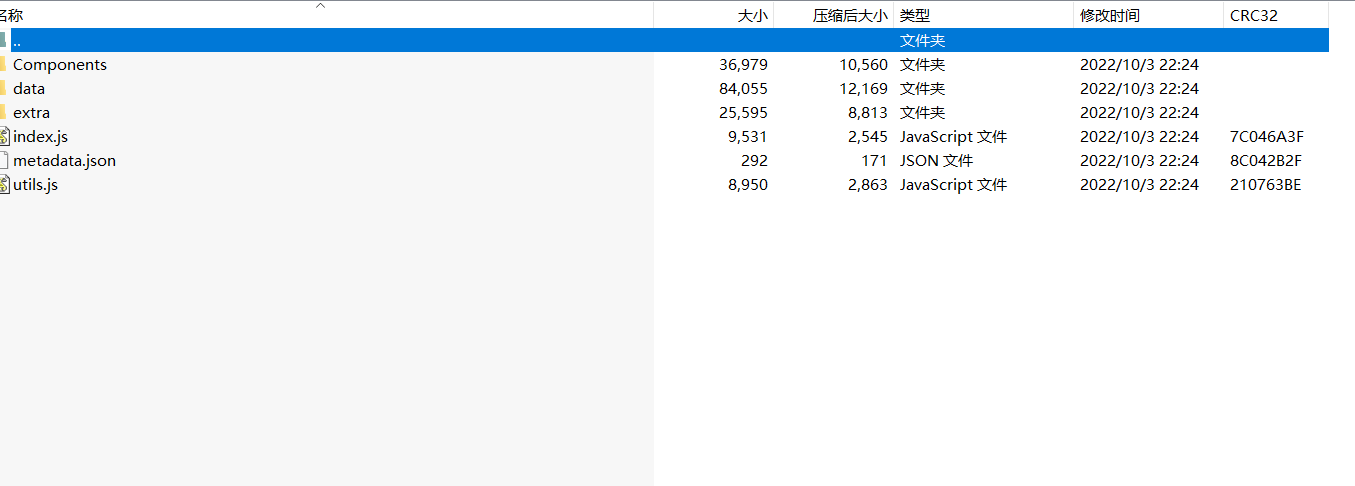 名称 大小 压缩后大小 类型 修改时间 CRC32
.. 文件夹
Components 36,979 10,560 文件夹 2022/10/3 22:24
data 84,055 12,169 文件夹 2022/10/3 22:24
extra 25,595 8,813 文件夹 2022/10/3 22:24
index.js 9,531 2,545 JavaScript 文件 2022/10/3 22:24 7C046A3F
metadata.json 292 171 JSON 文件 2022/10/3 22:24 8C042B2F
utils.js 8,950 2,863 JavaScript 文件 2022/10/3 22:24 210763BE